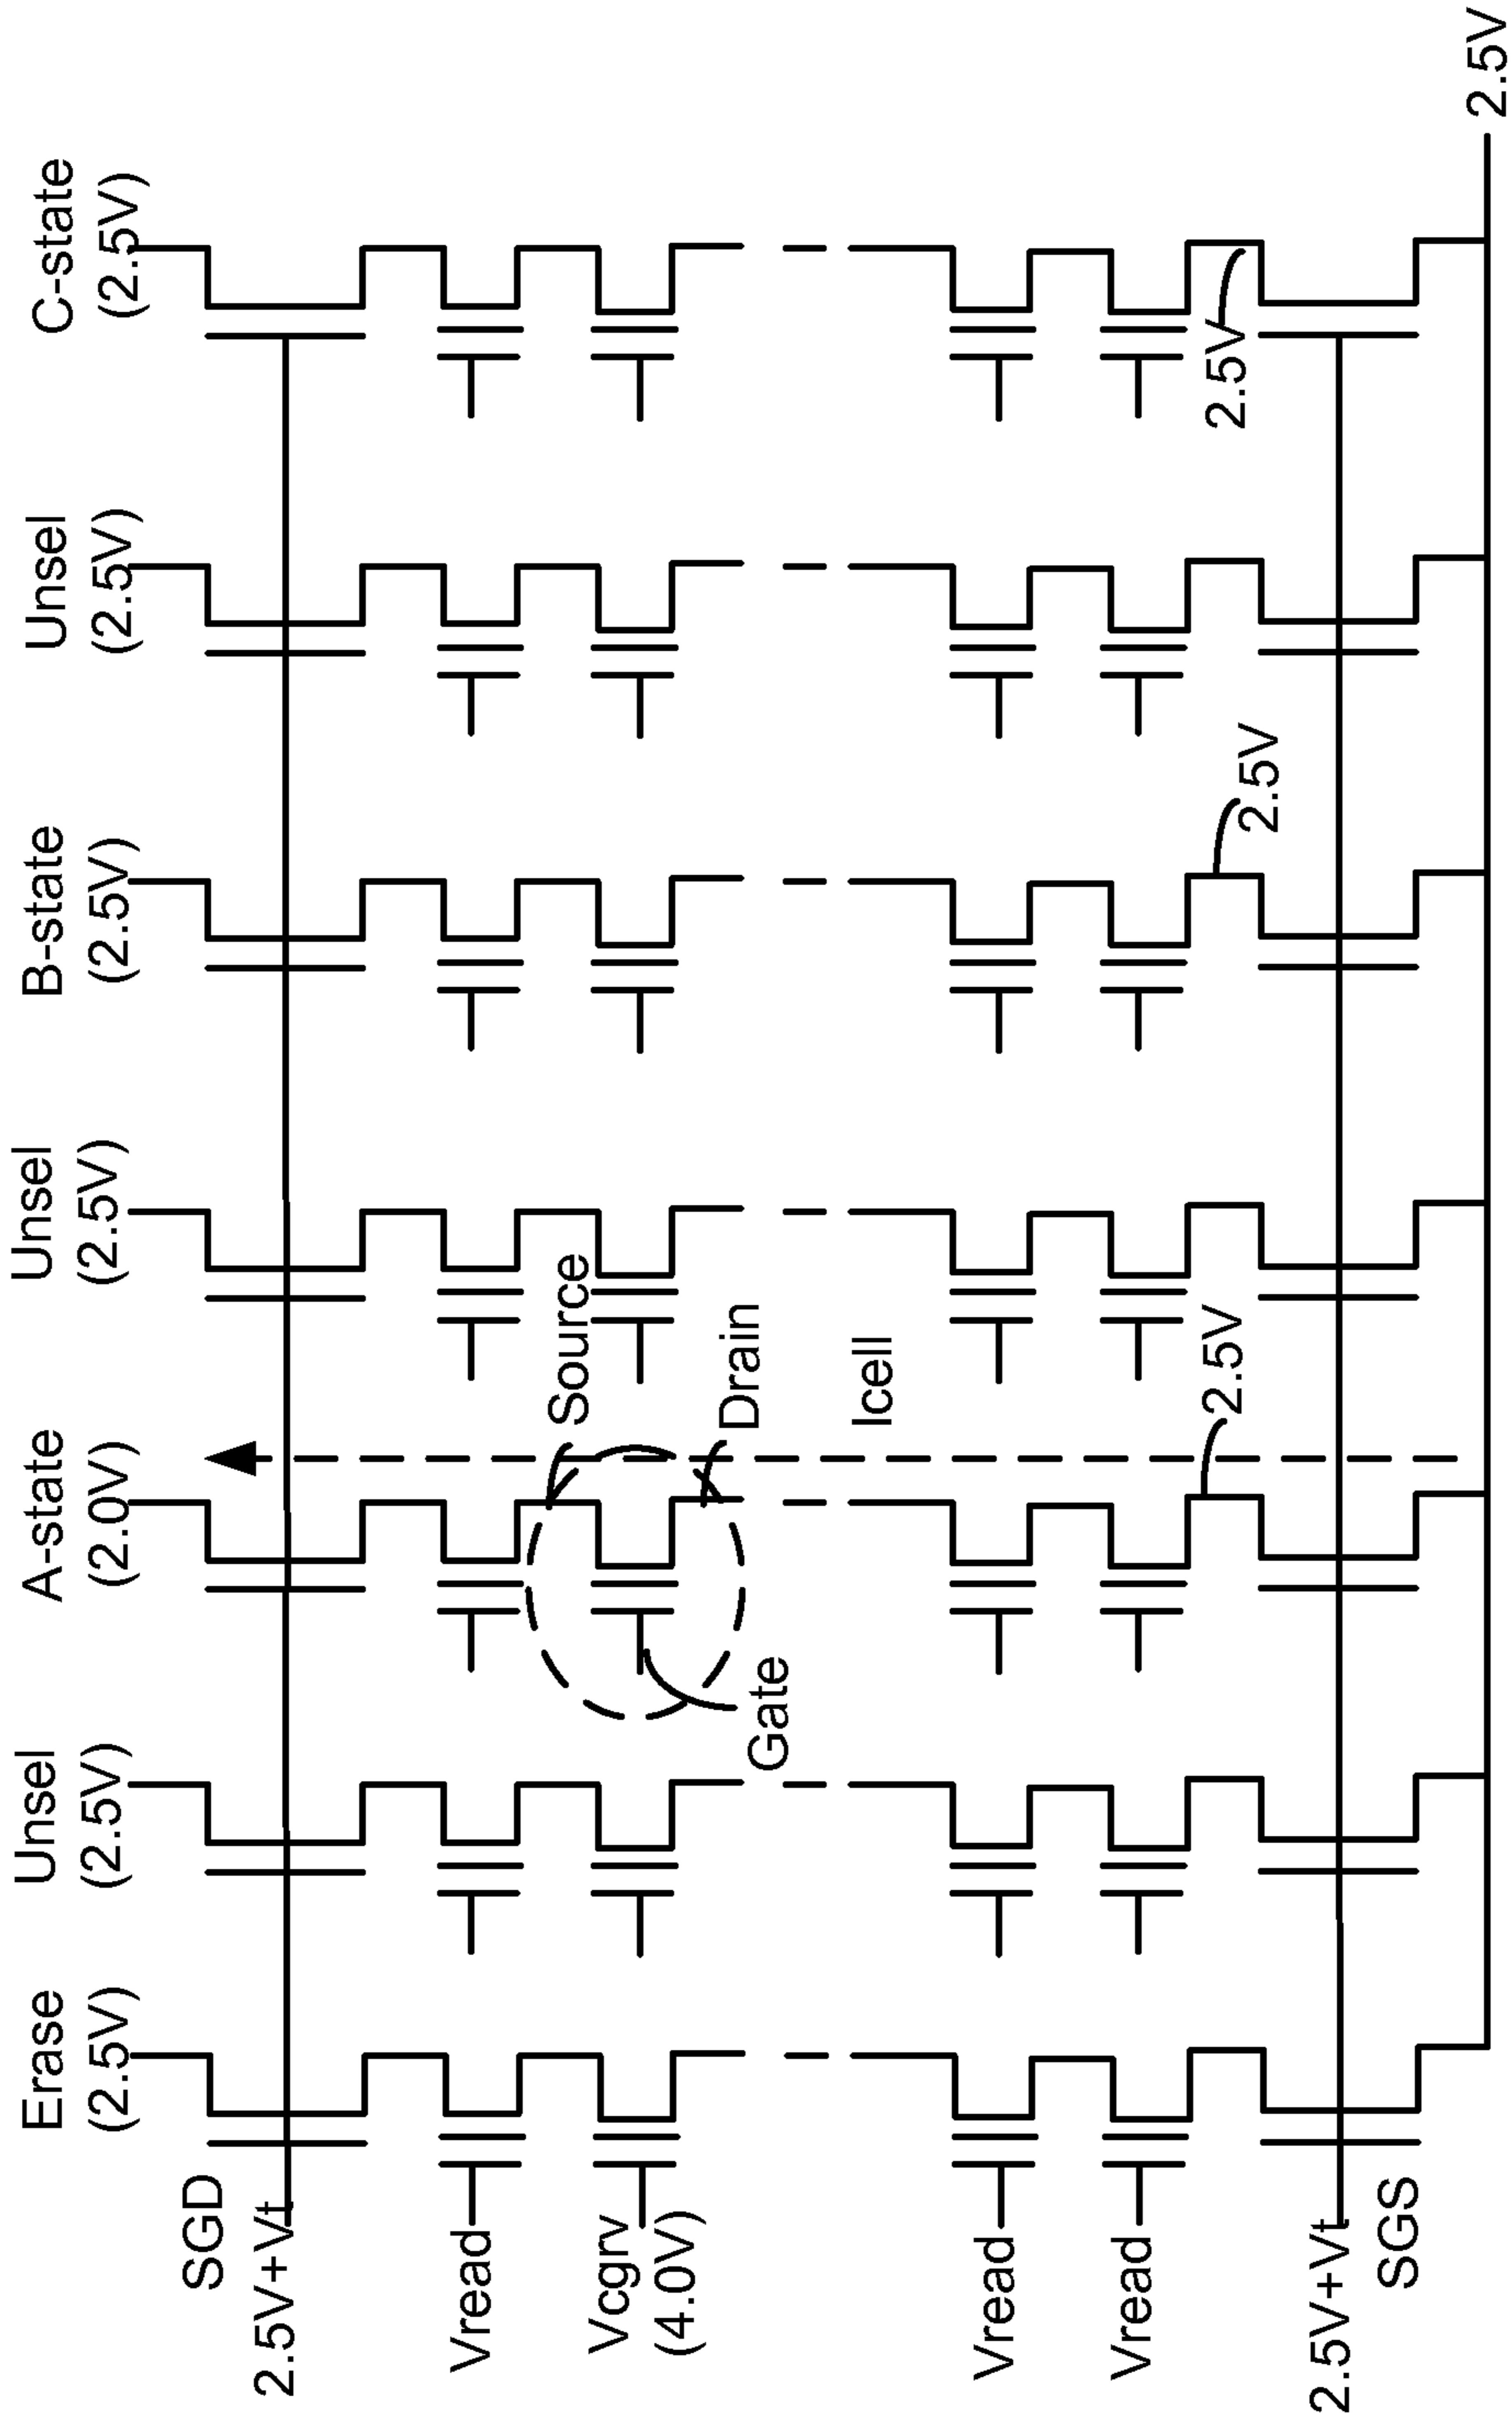 Erase
(2.5V)
Unsel
(2.5V)
A-state
(2.0V)
Unsel
(2.5V)
B-state
(2.5V)
Unsel
(2.5V)
C-state
(2.5V)
SGD
2.5V+Vt
Vread
Source
Vcgrv
(4.0V)
Gate
Drain
Icell
Vread
Vread
2.5V
2.5V
2.5V
2.5V+Vt
SGS
2.5V